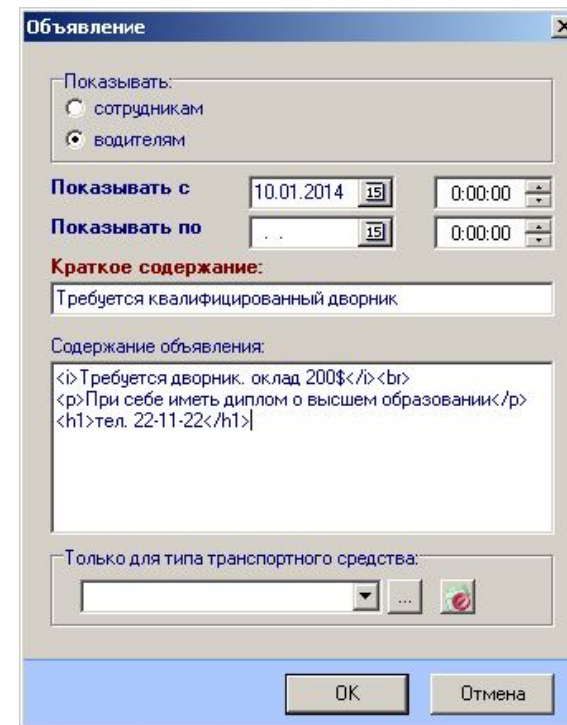 Объявление
Показывать:
сотрудникам
водителям
Показывать с 10.01.2014 15 0:00:00
Показывать по . . 15 0:00:00
Краткое содержание:
Требуется квалифицированный дворник
Содержание объявления:
<i>Требуется дворник. оклад 200$</i><br>
<p>При себе иметь диплом о высшем образовании</p>
<h1>тел. 22-11-22</h1>
Только для типа транспортного средства:
...
OK Отмена